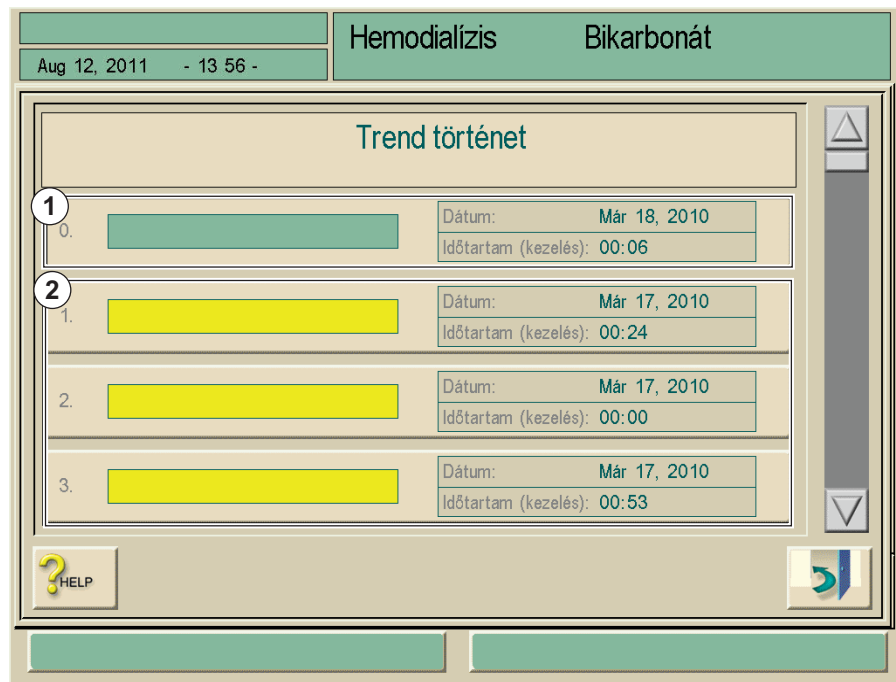 Hemodialízis Bikarbonát
Aug 12, 2011 - 13 56 -
Trend történet
1
0.
Dátum: Már 18, 2010
Időtartam (kezelés): 00:06
2
1.
Dátum: Már 17, 2010
Időtartam (kezelés): 00:24
2.
Dátum: Már 17, 2010
Időtartam (kezelés): 00:00
3.
Dátum: Már 17, 2010
Időtartam (kezelés): 00:53
?HELP